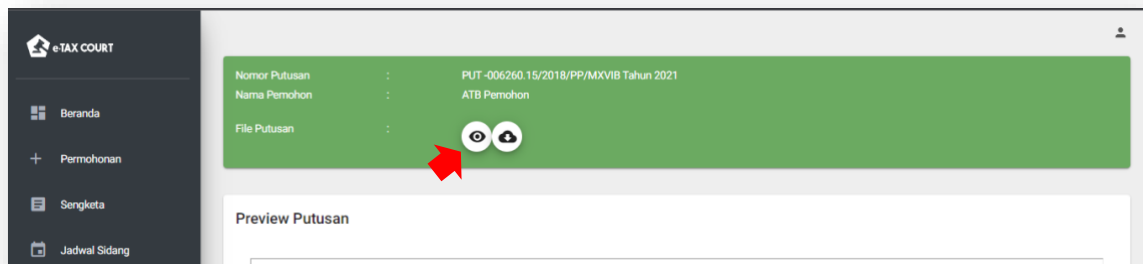 e-TAX COURT
Nomor Putusan : PUT -006260.15/2018/PP/MXVIB Tahun 2021
Nama Pemohon : ATB Pemohon
File Putusan :
Beranda
Permohonan
Sengketa
Jadwal Sidang
Preview Putusan